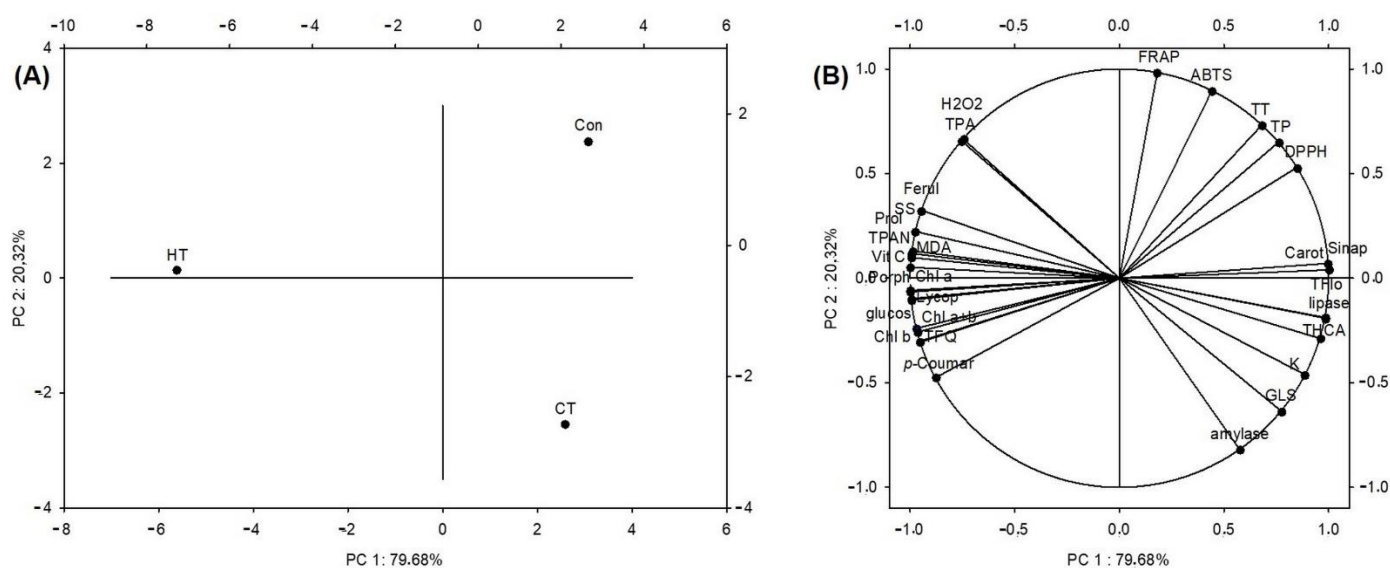 −10 −8 −6 −4 −2 0 2 4 6
(A)
4
2
0
−2
−4
2
0
−2
−4
Con
HT
CT
PC 2: 20,32%
−8 −6 −4 −2 0 2 4 6
PC 1: 79.68%
−1.0 −0.5 0.0 0.5 1.0
(B)
1.0
0.5
0.0
−0.5
−1.0
1.0
0.5
0.0
−0.5
−1.0
FRAP
ABTS
H2O2
TPA
TT
TP
DPPH
Ferul
SS
Prol
TPAN
MDA
Vit C
Carot
Sinap
Porph
Chl a
Lycop
TFlo
lipase
glucos
Chl a+b
THCA
Chl b
TFQ
K
p-Coumar
GLS
amylase
PC 2 : 20,32%
−1.0 −0.5 0.0 0.5 1.0
PC 1 : 79.68%